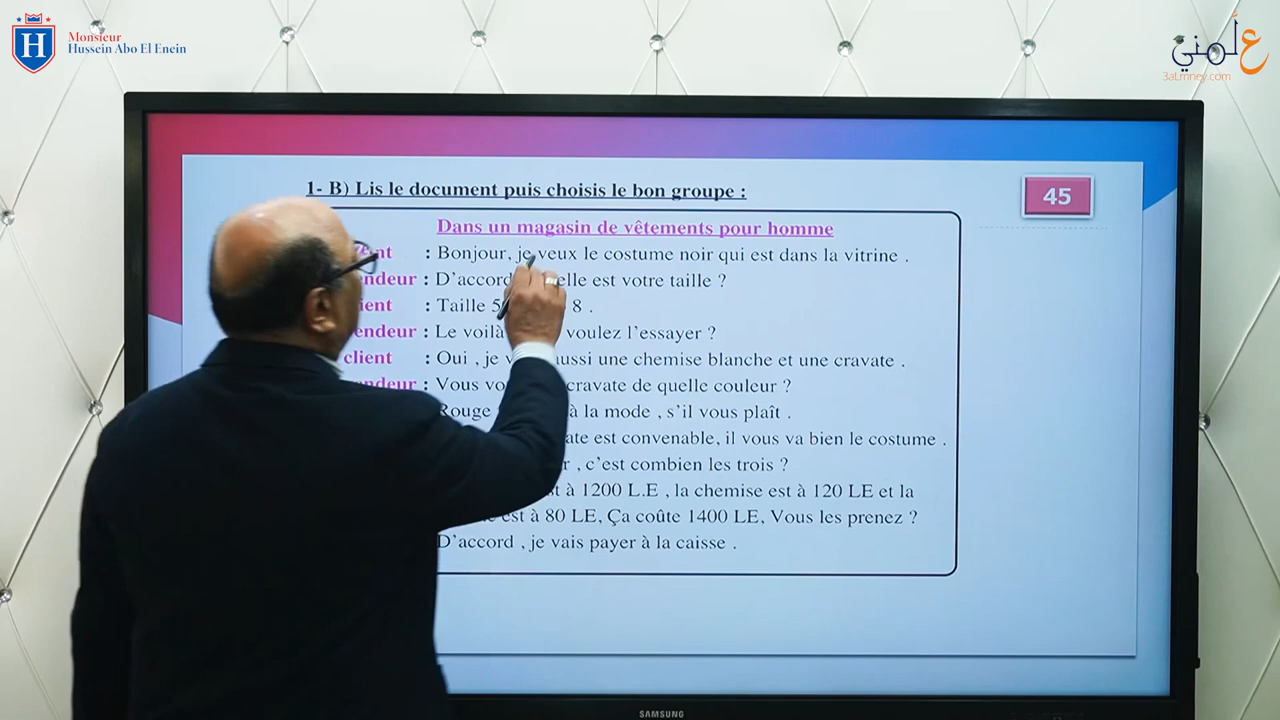 H Monsieur
Hussein Abo El Enein
علمني
3aLmney.com
1- B) Lis le document puis choisis le bon groupe :
45
Dans un magasin de vêtements pour homme
: Bonjour, je veux le costume noir qui est dans la vitrine .
: D'accord est votre taille ?
: Taille 8 .
: Le voilà voulez l'essayer ?
client : Oui , je aussi une chemise blanche et une cravate .
: Vous cravate de quelle couleur ?
Rouge à la mode , s'il vous plaît .
est convenable, il vous va bien le costume .
, c'est combien les trois ?
à 1200 L.E , la chemise est à 120 LE et la
est à 80 LE, Ça coûte 1400 LE, Vous les prenez ?
D'accord , je vais payer à la caisse .
SAMSUNG